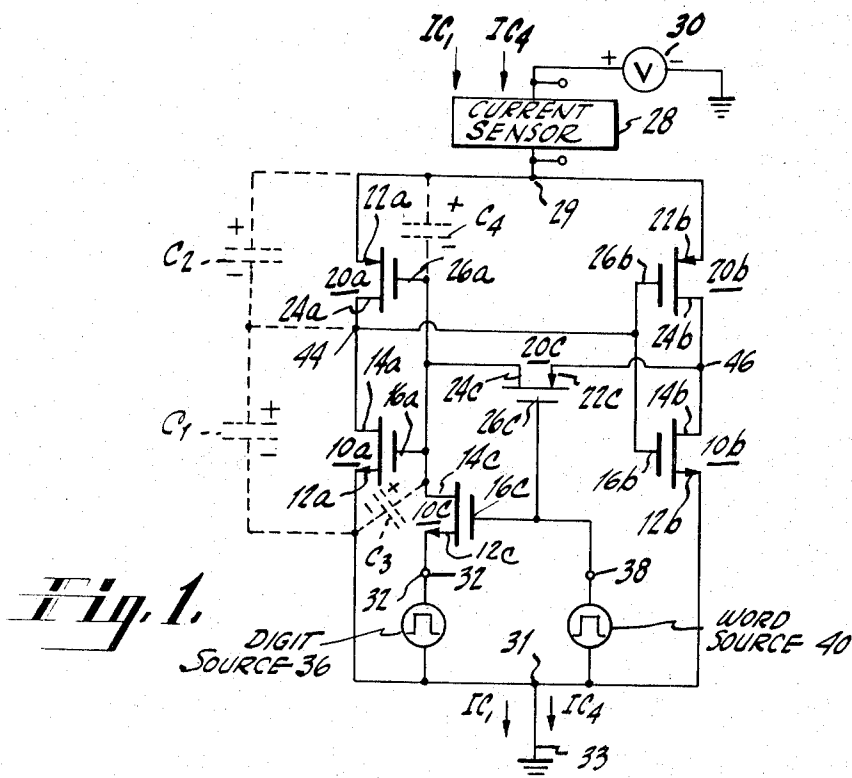 IC1 IC4
30
+ V -
CURRENT SENSOR
28
29
+
C4
-
22a
22b
+
C2
-
20a
26a
26b
20b
24a
24b
44
20c
46
14a
24c
22c
14b
16a
26c
+
C1
-
10a
14c
16c
16b
10b
12a
+
10c
12c
12b
C3
32
32
38
Fig. 1.
DIGIT SOURCE 36
WORD SOURCE 40
31
IC1 IC4
33